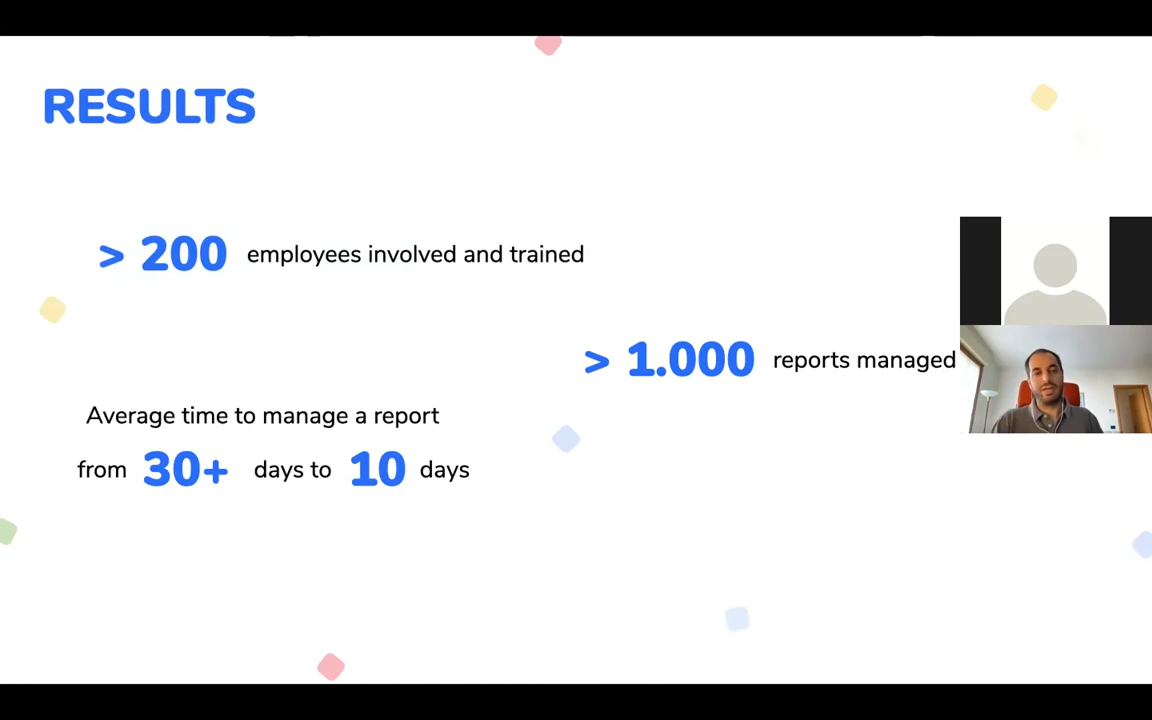 RESULTS
> 200 employees involved and trained
> 1.000 reports managed
Average time to manage a report
from 30+ days to 10 days